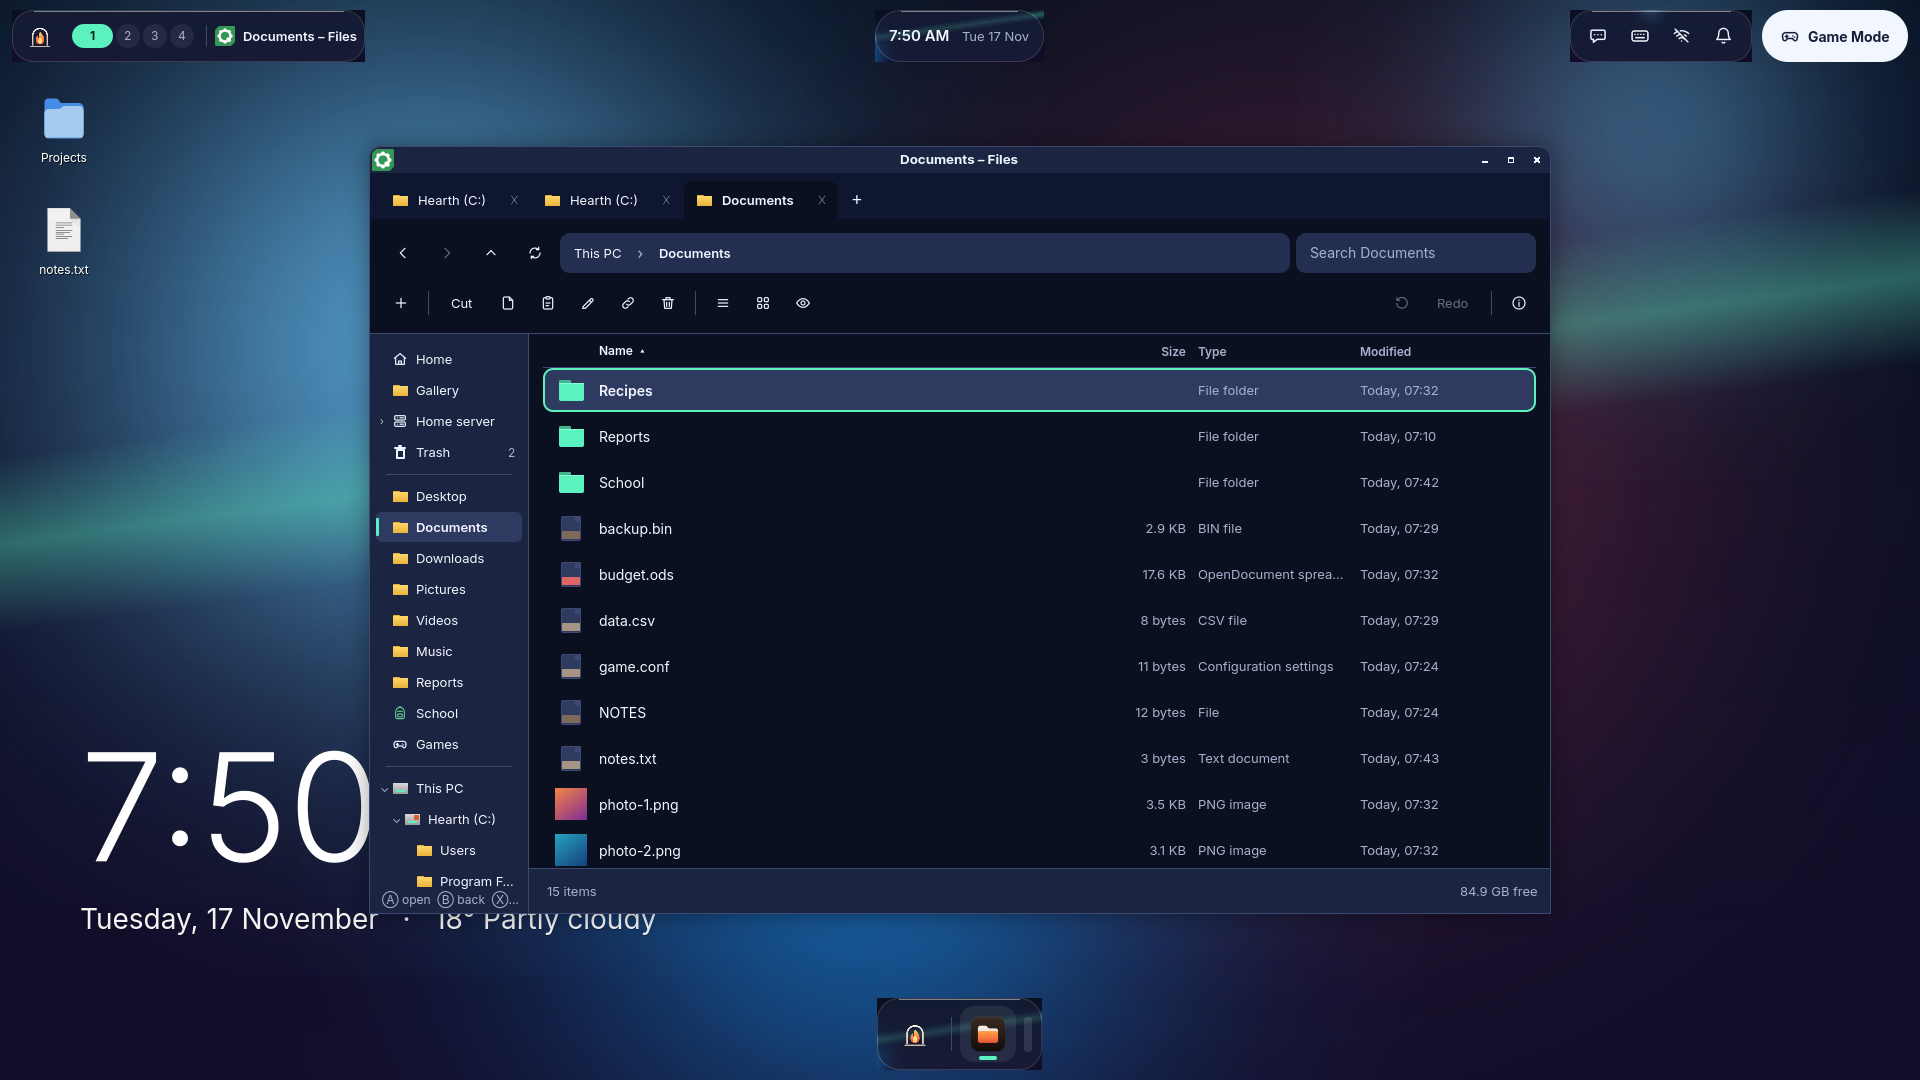 1 2 3 4 Documents – Files
7:50 AM Tue 17 Nov
Game Mode
Projects
notes.txt
Documents – Files
Hearth (C:) X Hearth (C:) X Documents X +
This PC › Documents
Search Documents
Cut
Redo
Home
Gallery
Home server
Trash 2
Desktop
Documents
Downloads
Pictures
Videos
Music
Reports
School
Games
This PC
Hearth (C:)
Users
Program F...
A open B back X...
Name Size Type Modified
Recipes File folder Today, 07:32
Reports File folder Today, 07:10
School File folder Today, 07:42
backup.bin 2.9 KB BIN file Today, 07:29
budget.ods 17.6 KB OpenDocument sprea... Today, 07:32
data.csv 8 bytes CSV file Today, 07:29
game.conf 11 bytes Configuration settings Today, 07:24
NOTES 12 bytes File Today, 07:24
notes.txt 3 bytes Text document Today, 07:43
photo-1.png 3.5 KB PNG image Today, 07:32
photo-2.png 3.1 KB PNG image Today, 07:32
15 items 84.9 GB free
7:50
Tuesday, 17 November · 18° Partly cloudy